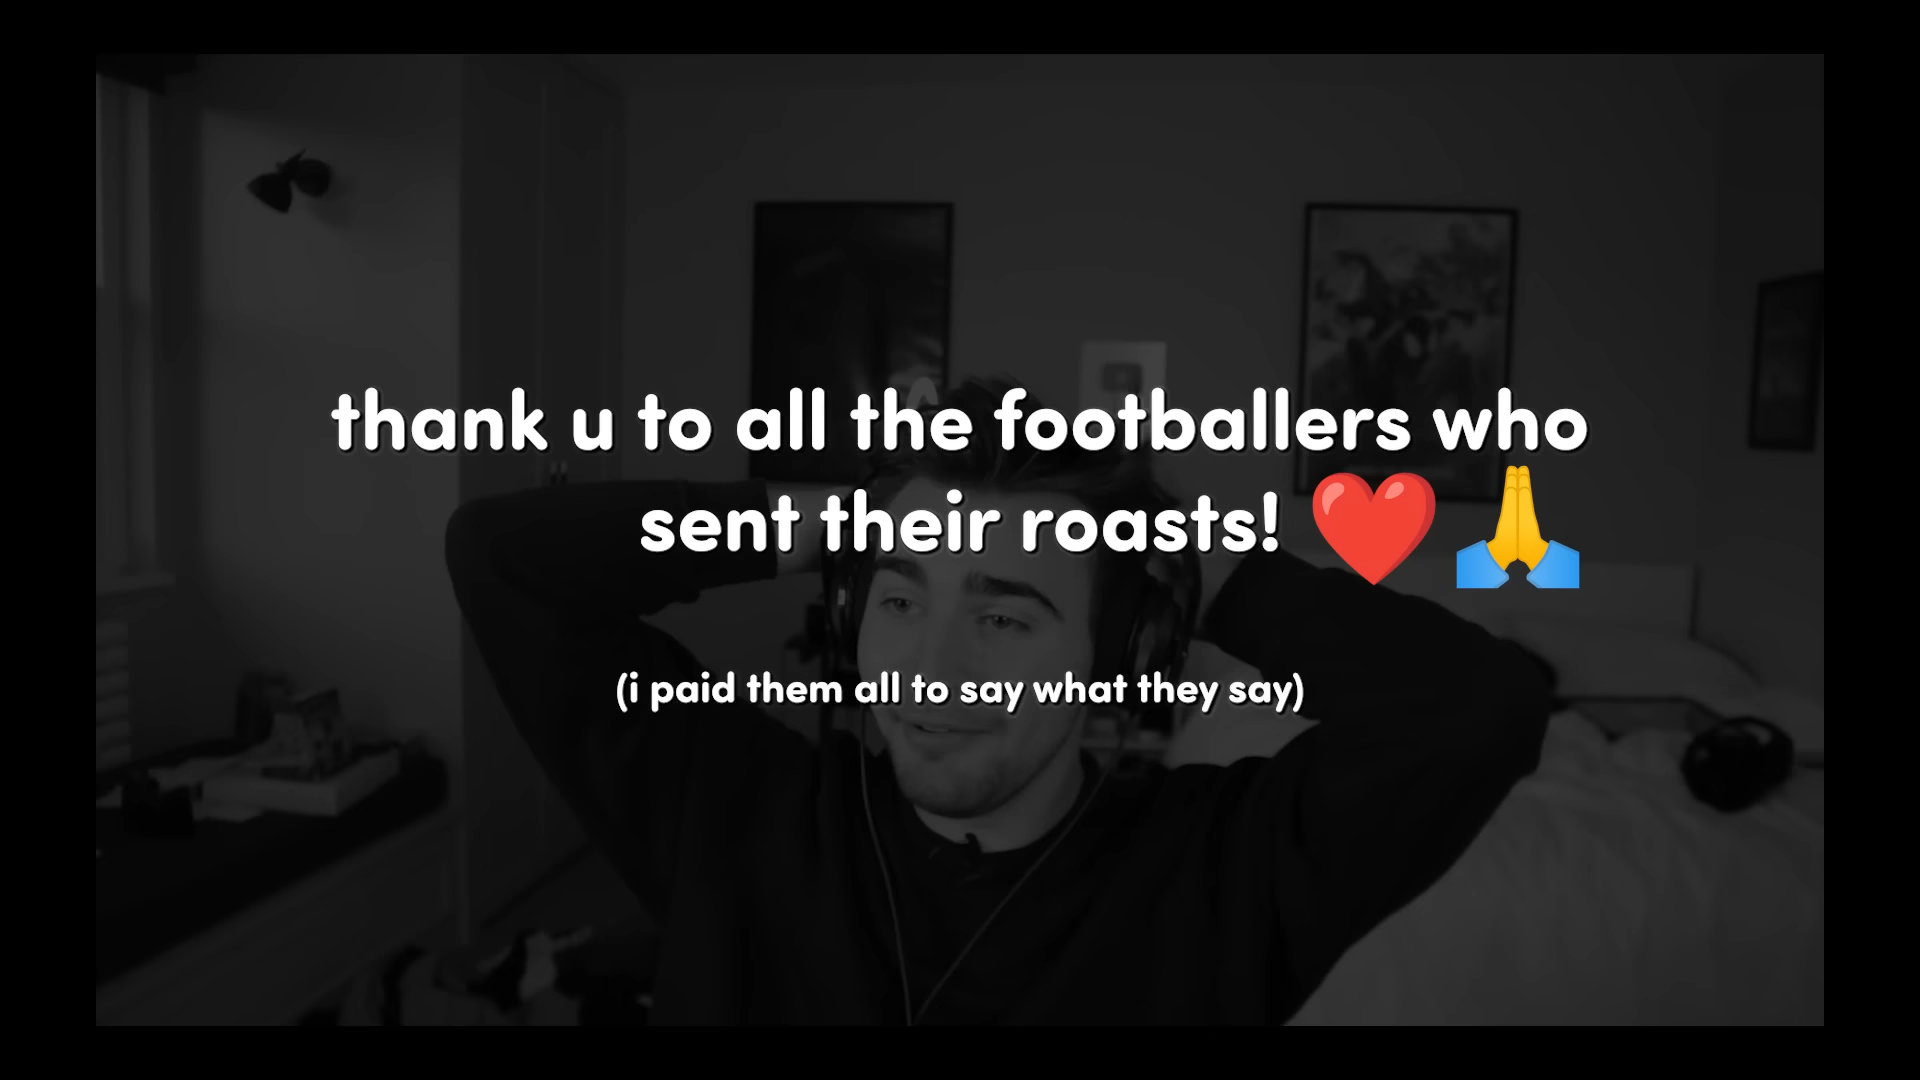 thank u to all the footballers who
sent their roasts! ❤️🙏
(i paid them all to say what they say)